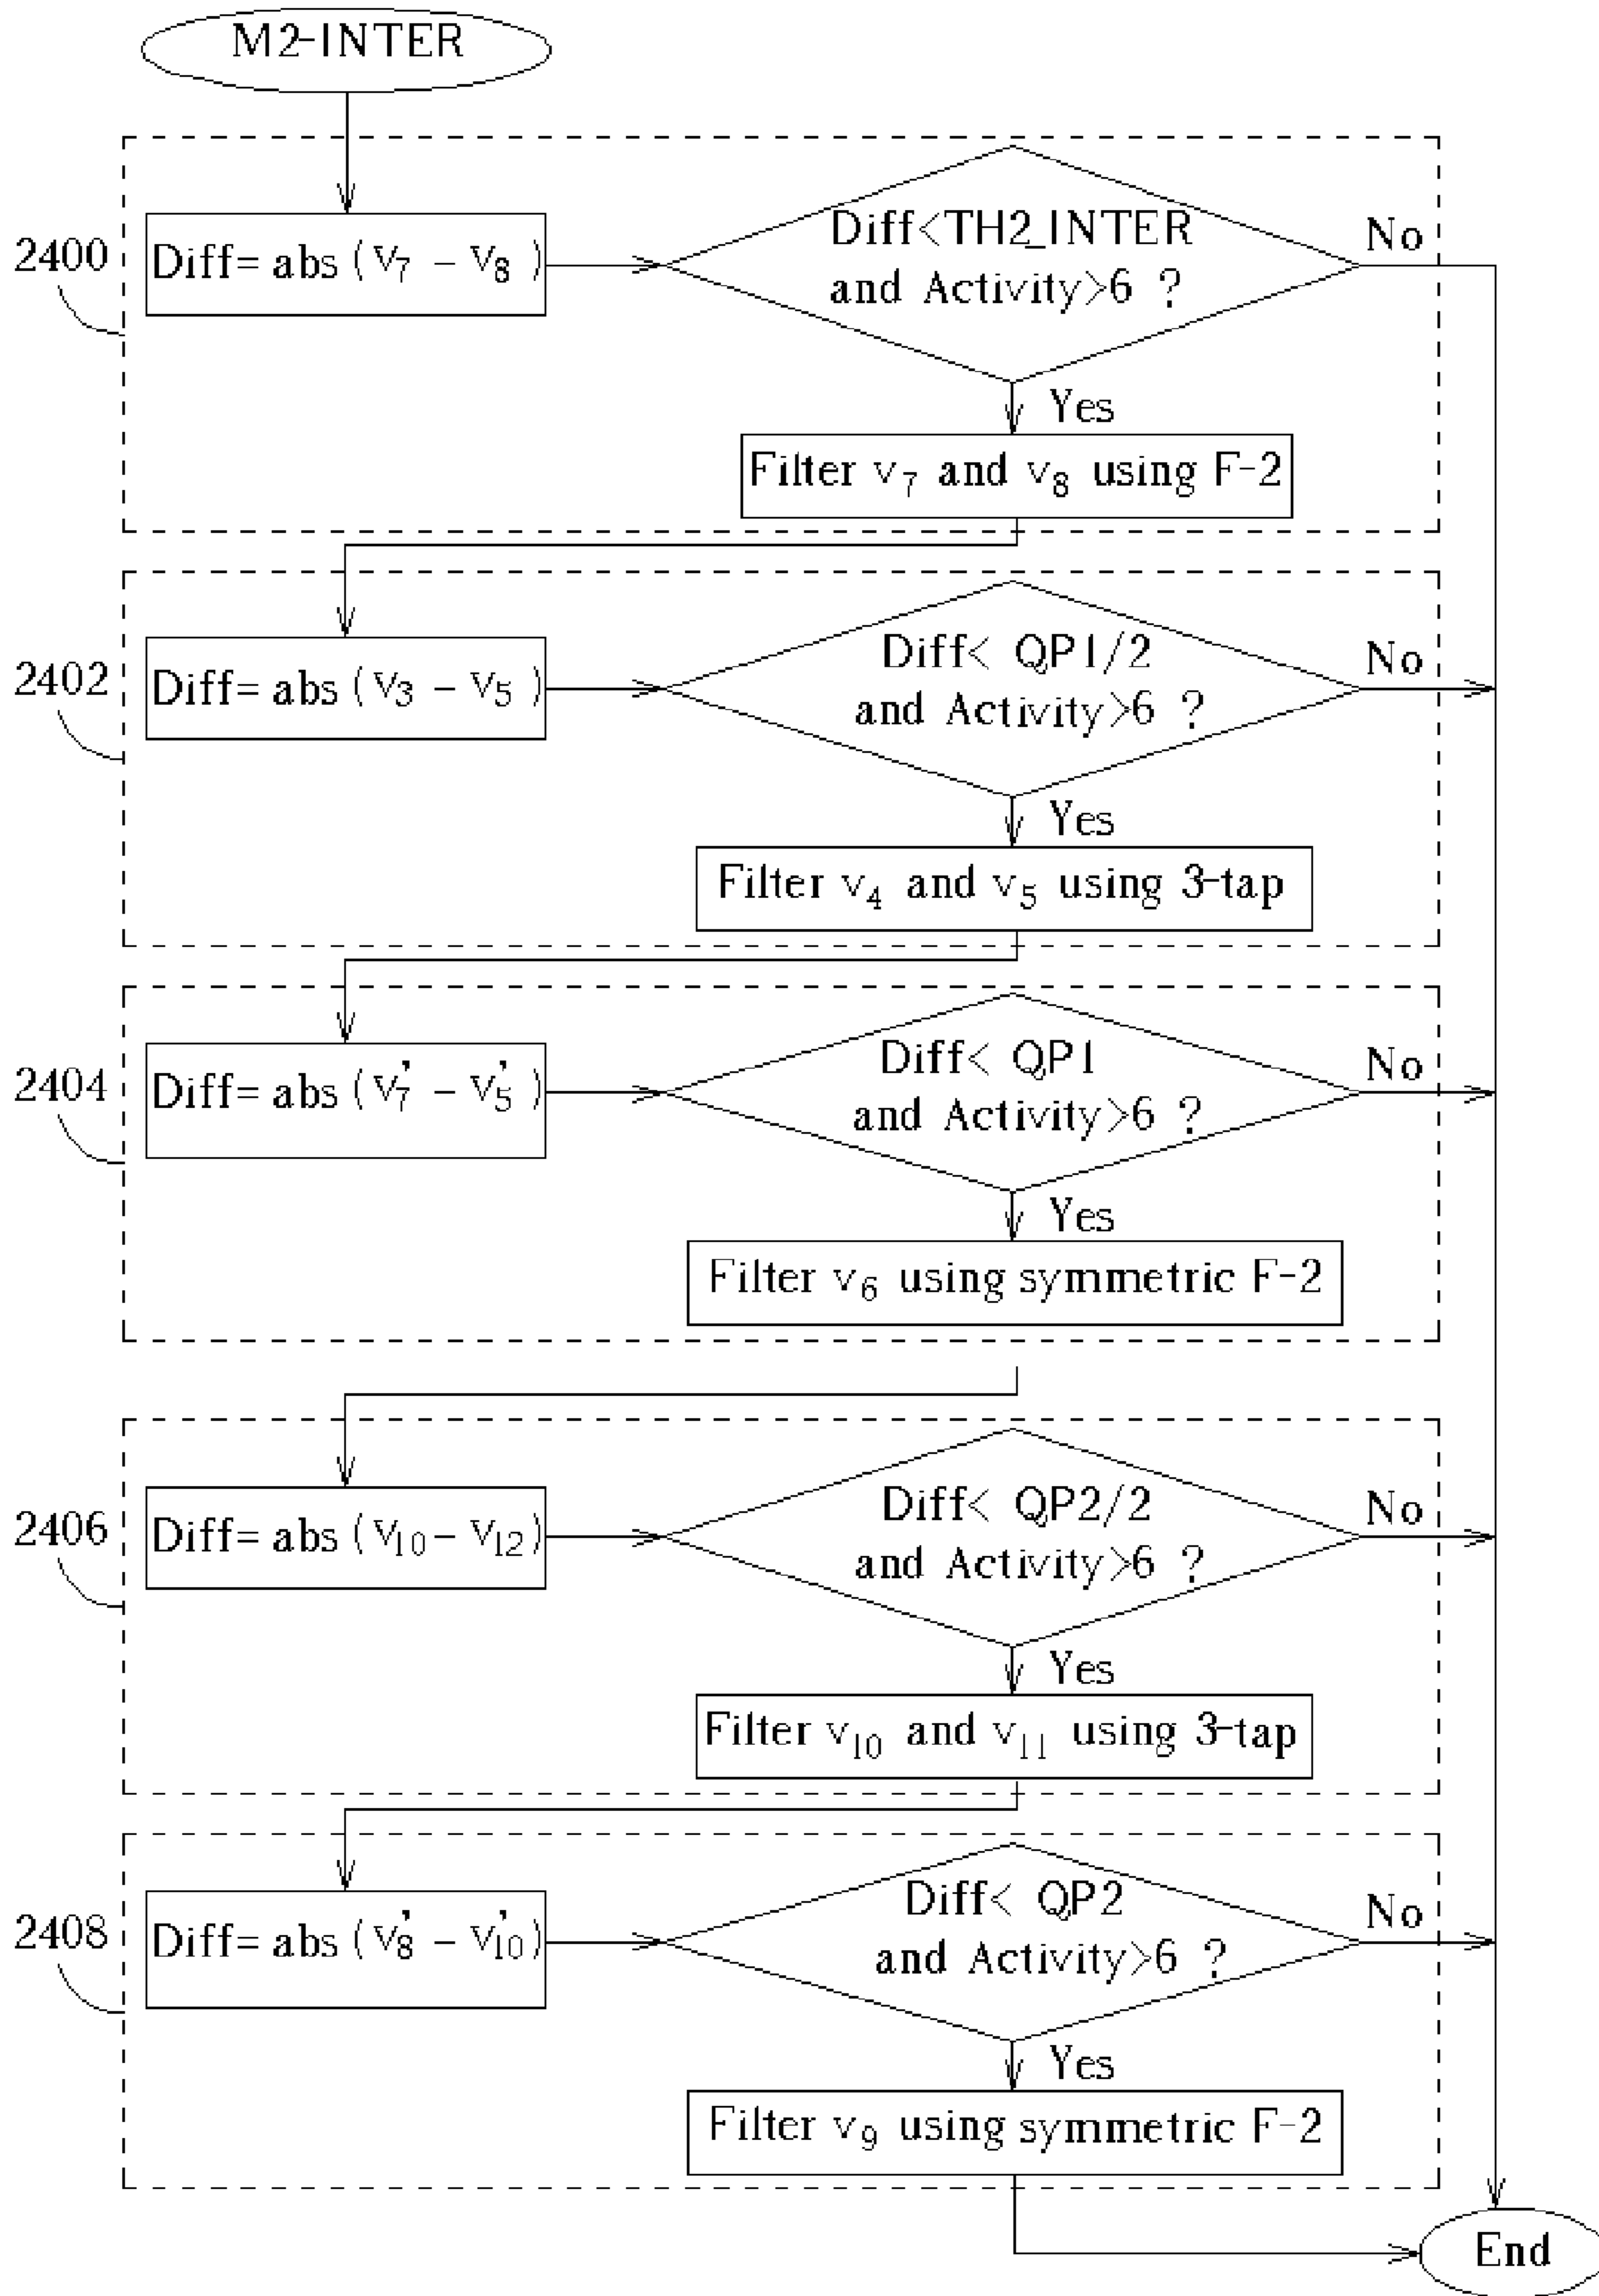 M2-INTER
2400
Diff= abs (v₇ - v₈ )
Diff<TH2_INTER
and Activity>6 ?
No
Yes
Filter v₇ and v₈ using F-2
2402
Diff= abs (v₃ - v₅ )
Diff< QP1/2
and Activity>6 ?
No
Yes
Filter v₄ and v₅ using 3-tap
2404
Diff= abs (v₇' - v₅')
Diff< QP1
and Activity>6 ?
No
Yes
Filter v₆ using symmetric F-2
2406
Diff= abs (v₁₀ - v₁₂)
Diff< QP2/2
and Activity>6 ?
No
Yes
Filter v₁₀ and v₁₁ using 3-tap
2408
Diff= abs (v₈' - v₁₀')
Diff< QP2
and Activity>6 ?
No
Yes
Filter v₉ using symmetric F-2
End